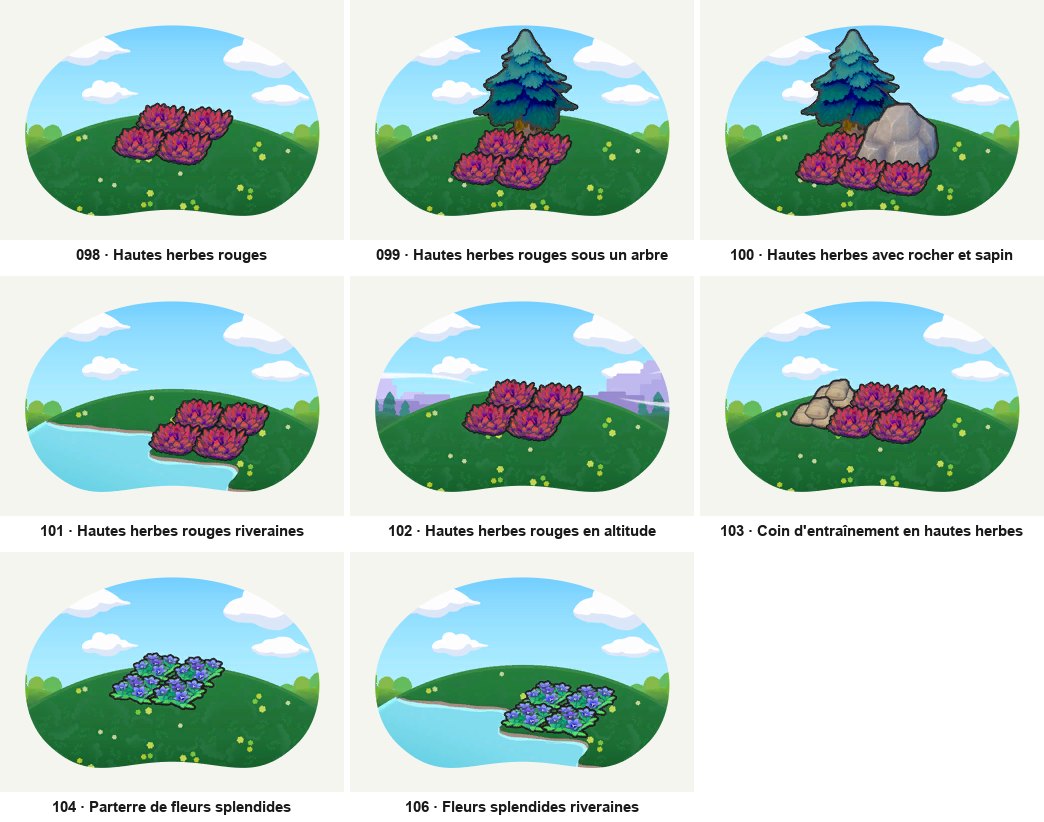 098 · Hautes herbes rouges
099 · Hautes herbes rouges sous un arbre
100 · Hautes herbes avec rocher et sapin
101 · Hautes herbes rouges riveraines
102 · Hautes herbes rouges en altitude
103 · Coin d'entraînement en hautes herbes
104 · Parterre de fleurs splendides
106 · Fleurs splendides riveraines